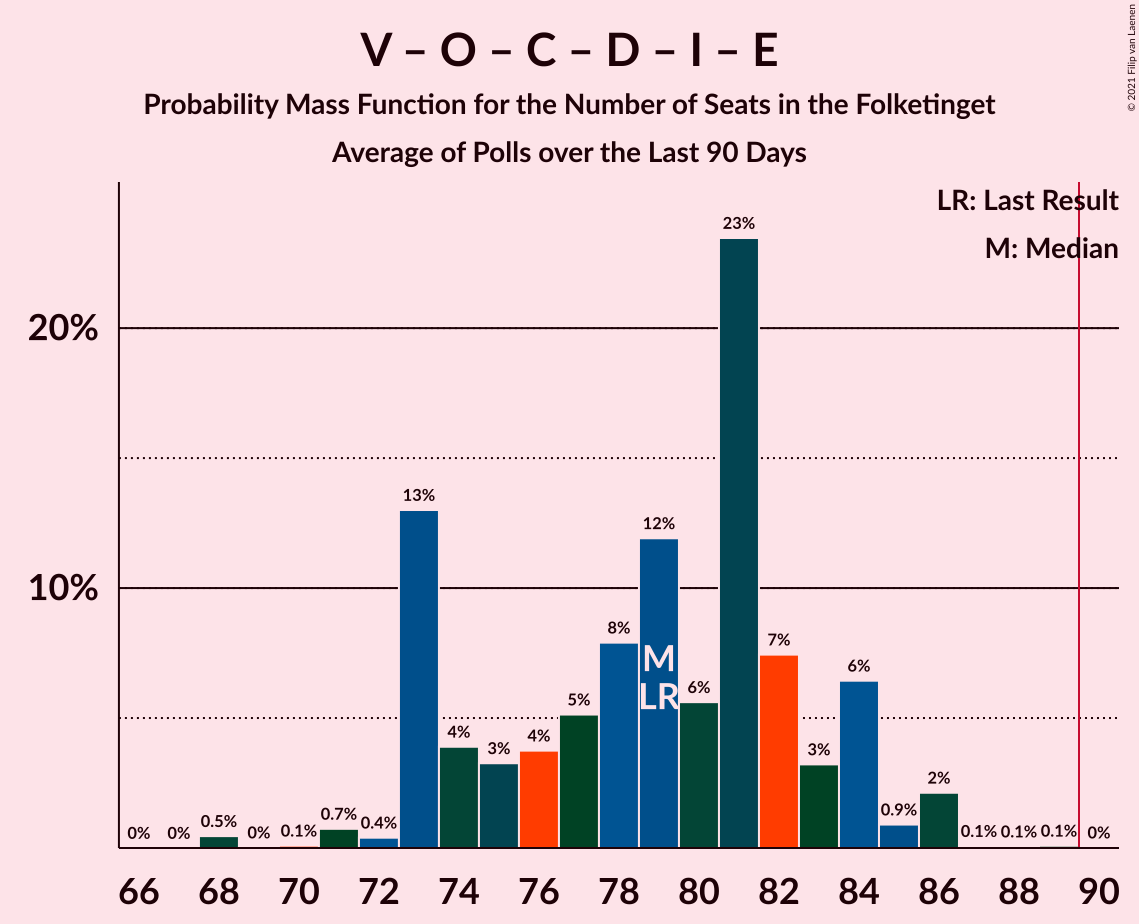 V – O – C – D – I – E
Probability Mass Function for the Number of Seats in the Folketinget
Average of Polls over the Last 90 Days
© 2021 Filip van Laenen
LR: Last Result
M: Median
23%
20%
13%
12%
10%
8%
M
LR
7%
6%
6%
5%
4%
4%
3%
3%
2%
0% 0% 0.5% 0% 0.1% 0.7% 0.4% 0.9% 0.1% 0.1% 0.1% 0%
66 68 70 72 74 76 78 80 82 84 86 88 90